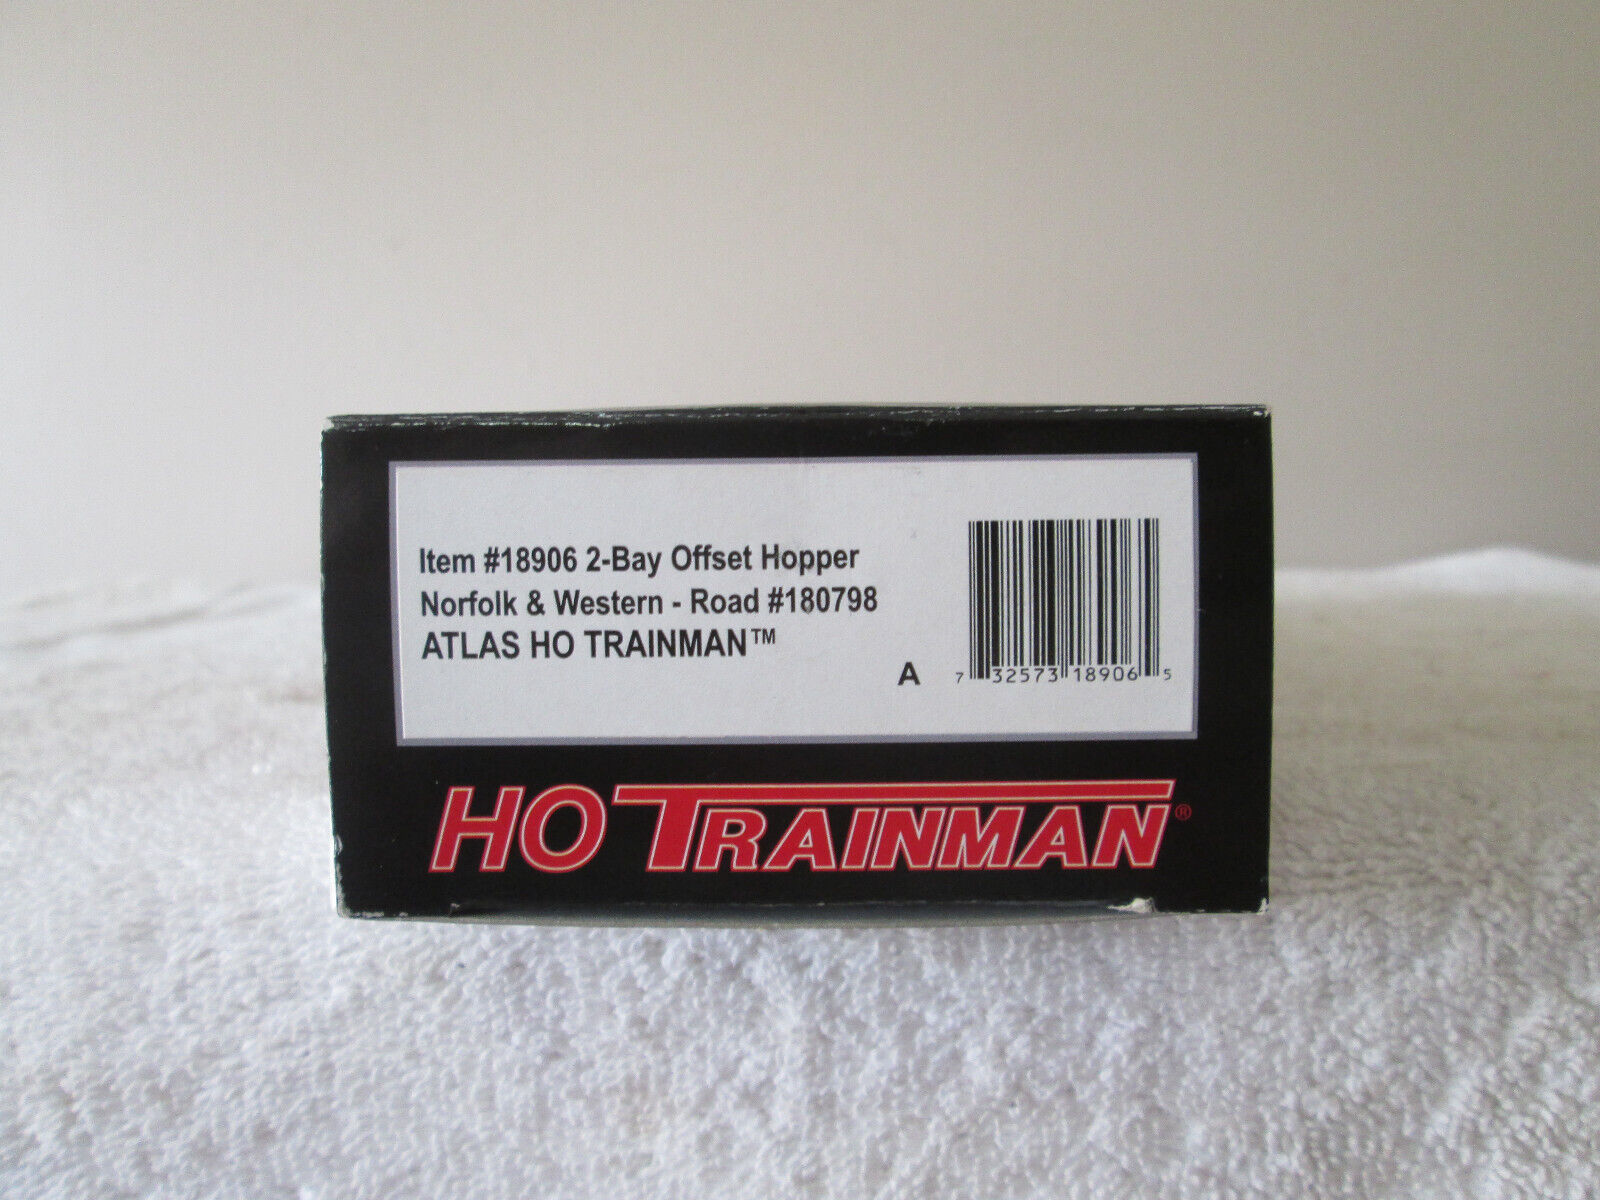 Item #18906 2-Bay Offset Hopper
Norfolk & Western - Road #180798
ATLAS HO TRAINMAN™
A
7 32573 18906 5
HO TRAINMAN®